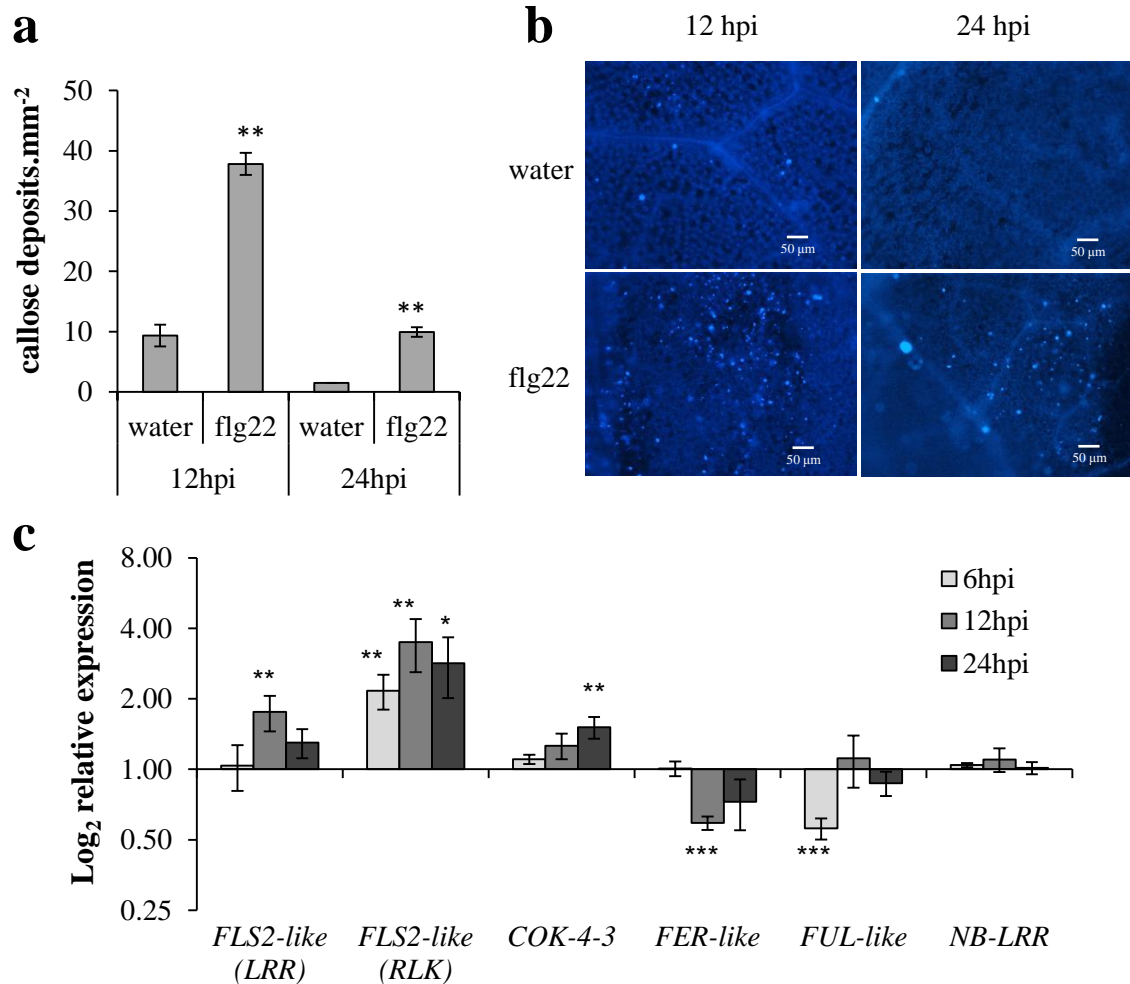 a
callose deposits.mm-2
50
40
30
20
10
0
**
**
water flg22 water flg22
12hpi 24hpi
b
12 hpi 24 hpi
water
flg22
50 μm
50 μm
50 μm
50 μm
c
Log2 relative expression
8.00
4.00
2.00
1.00
0.50
0.25
6hpi
12hpi
24hpi
**
**
**
*
**
***
***
FLS2-like (LRR)
FLS2-like (RLK)
COK-4-3
FER-like
FUL-like
NB-LRR